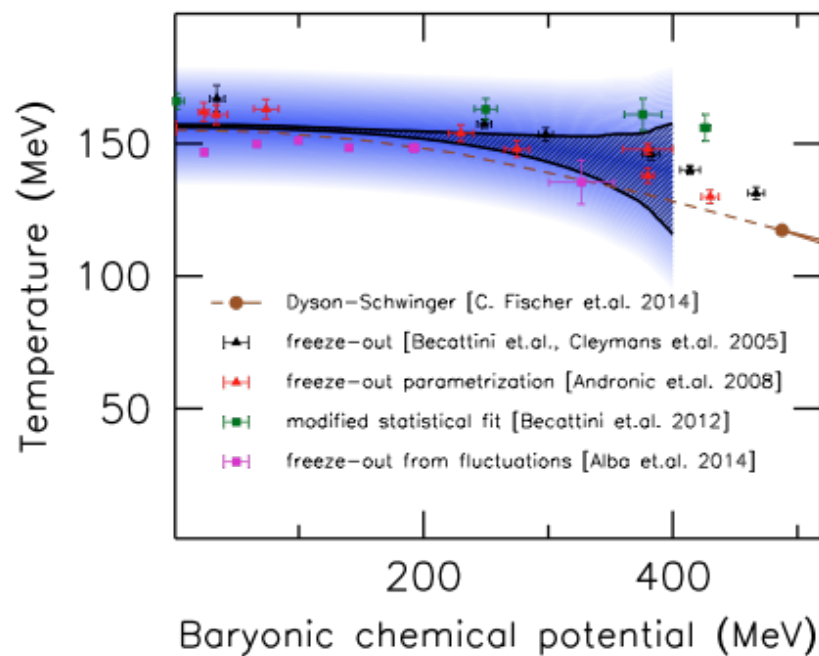 Temperature (MeV)
150
100
50
Dyson-Schwinger [C. Fischer et.al. 2014]
freeze-out [Becattini et.al., Cleymans et.al. 2005]
freeze-out parametrization [Andronic et.al. 2008]
modified statistical fit [Becattini et.al. 2012]
freeze-out from fluctuations [Alba et.al. 2014]
200 400
Baryonic chemical potential (MeV)